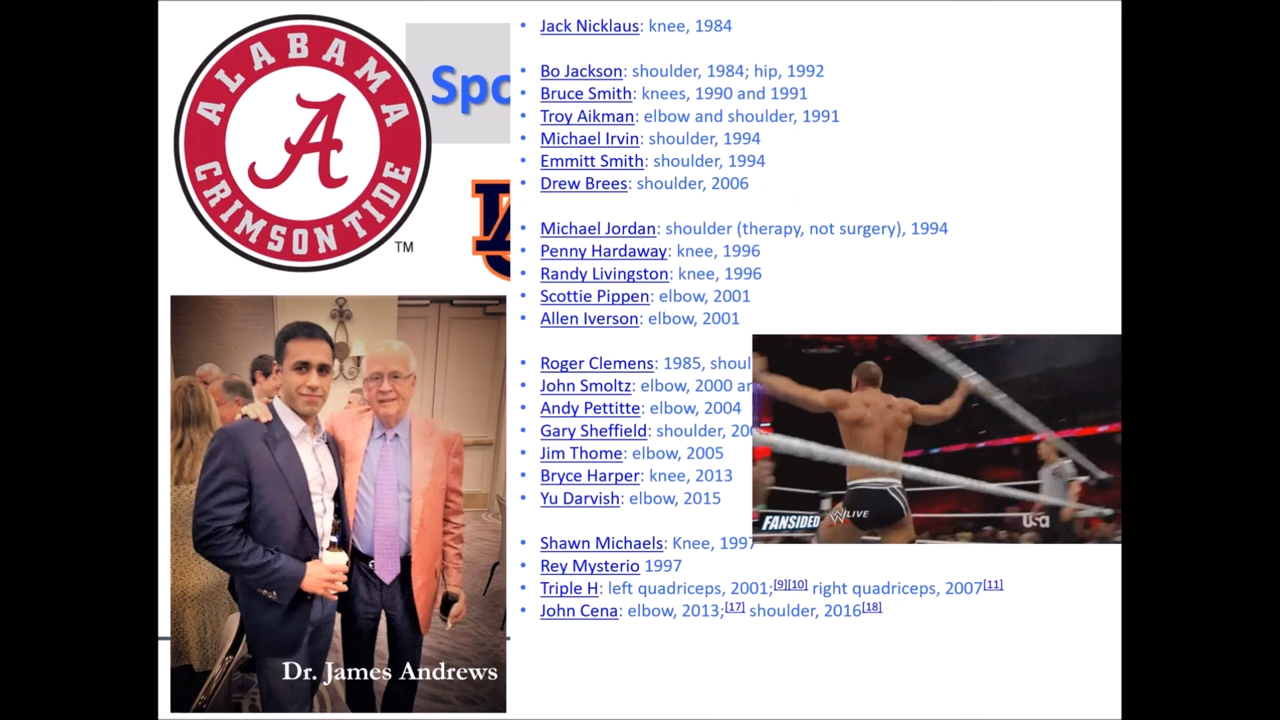 ALABAMA
CRIMSON TIDE
TM
Spo
Dr. James Andrews
• Jack Nicklaus: knee, 1984
• Bo Jackson: shoulder, 1984; hip, 1992
• Bruce Smith: knees, 1990 and 1991
• Troy Aikman: elbow and shoulder, 1991
• Michael Irvin: shoulder, 1994
• Emmitt Smith: shoulder, 1994
• Drew Brees: shoulder, 2006
• Michael Jordan: shoulder (therapy, not surgery), 1994
• Penny Hardaway: knee, 1996
• Randy Livingston: knee, 1996
• Scottie Pippen: elbow, 2001
• Allen Iverson: elbow, 2001
• Roger Clemens: 1985, shoul
• John Smoltz: elbow, 2000 an
• Andy Pettitte: elbow, 2004
• Gary Sheffield: shoulder, 200
• Jim Thome: elbow, 2005
• Bryce Harper: knee, 2013
• Yu Darvish: elbow, 2015
• Shawn Michaels: Knee, 1997
• Rey Mysterio 1997
• Triple H: left quadriceps, 2001;[9][10] right quadriceps, 2007[11]
• John Cena: elbow, 2013;[17] shoulder, 2016[18]
FANSIDED
LIVE
USA